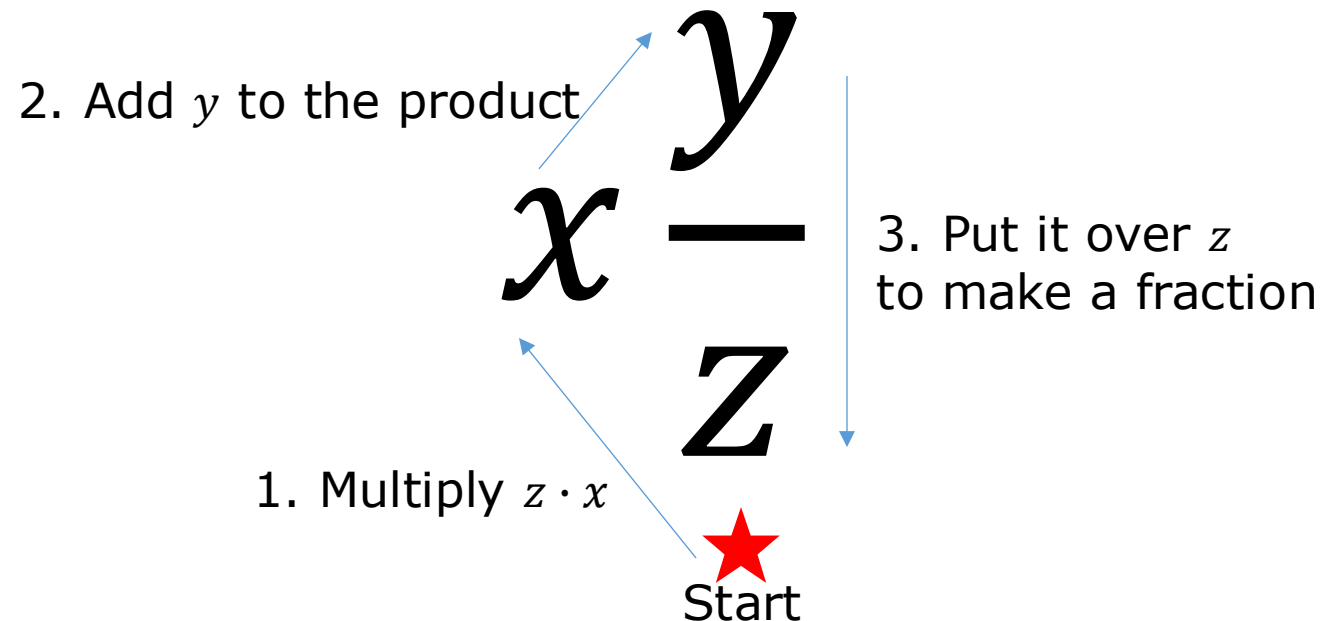 2. Add y to the product
x y/z
3. Put it over z
to make a fraction
1. Multiply z · x
Start